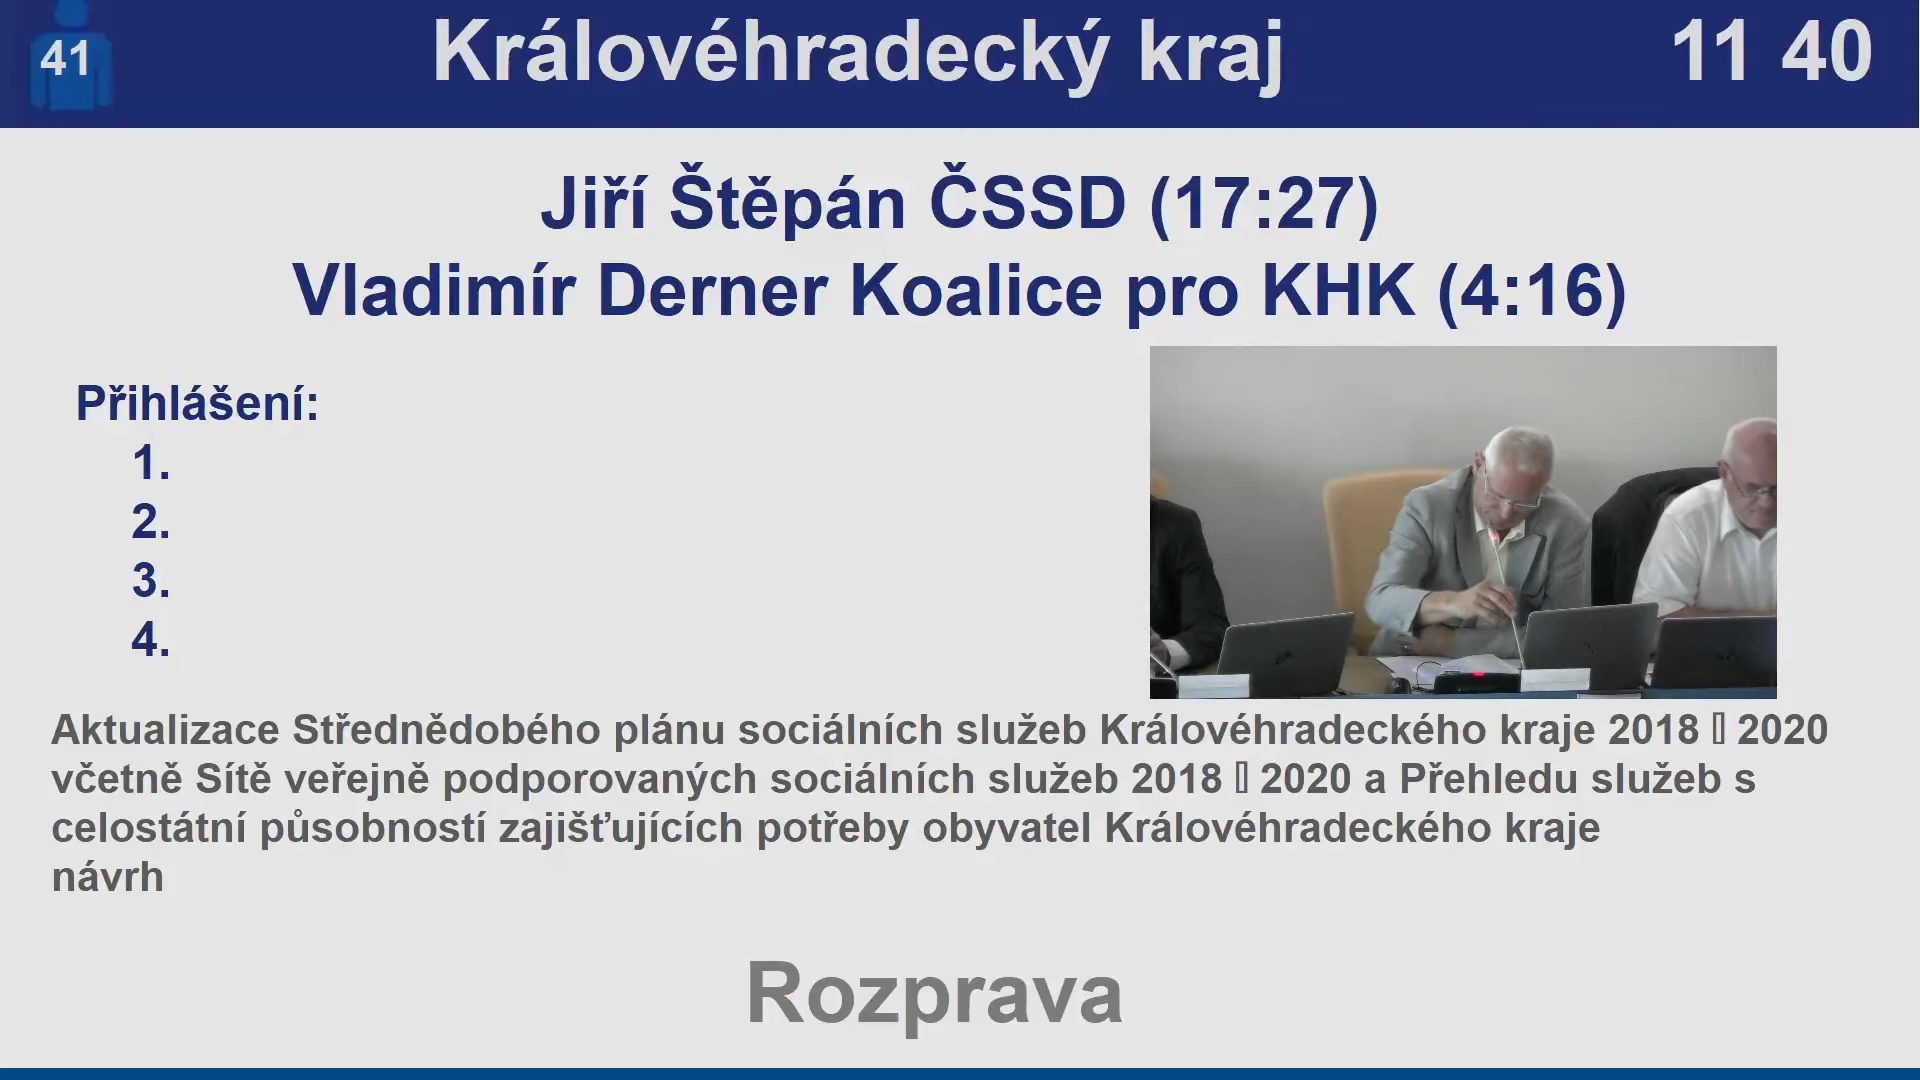 41
Královéhradecký kraj
11 40
Jiří Štěpán ČSSD (17:27)
Vladimír Derner Koalice pro KHK (4:16)
Přihlášení:
1.
2.
3.
4.
Aktualizace Střednědobého plánu sociálních služeb Královéhradeckého kraje 2018 ▯ 2020
včetně Sítě veřejně podporovaných sociálních služeb 2018 ▯ 2020 a Přehledu služeb s
celostátní působností zajišťujících potřeby obyvatel Královéhradeckého kraje
návrh
Rozprava